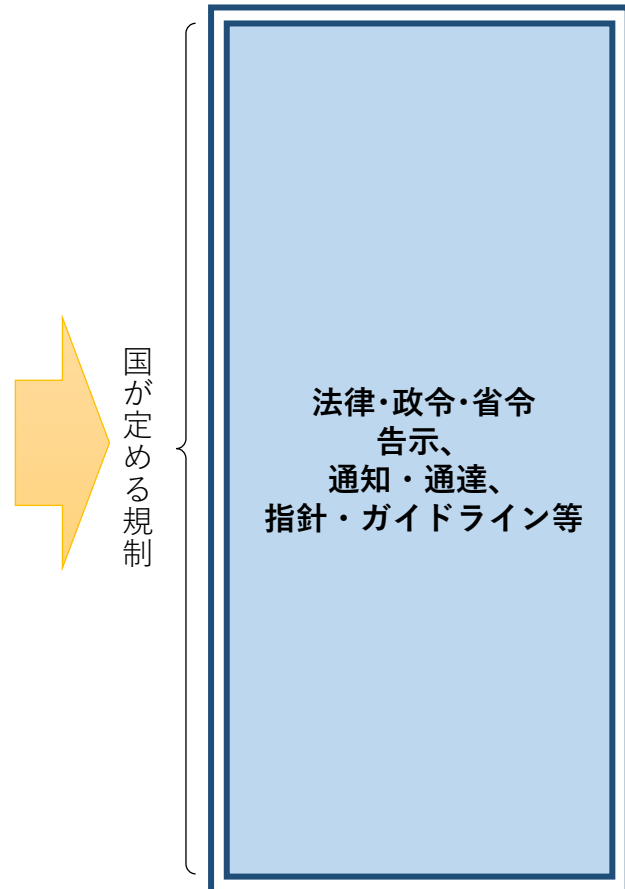 国が定める規制
法律･政令･省令
告示、
通知・通達、
指針・ガイドライン等